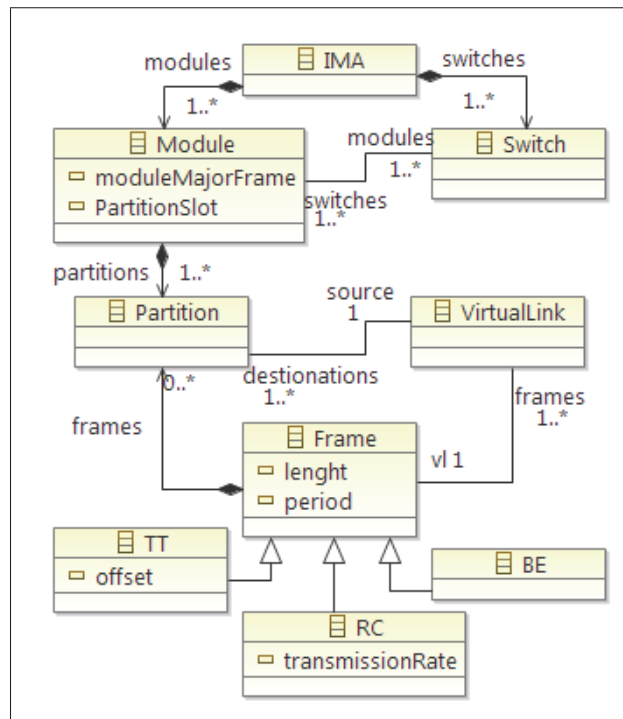 IMA
modules
switches
1..*
1..*
Module
moduleMajorFrame
PartitionSlot
modules
1..*
switches
1..*
Switch
partitions
1..*
Partition
source
1
VirtualLink
0..*
destionations
1..*
frames
1..*
frames
Frame
lenght
period
vl 1
TT
offset
BE
RC
transmissionRate